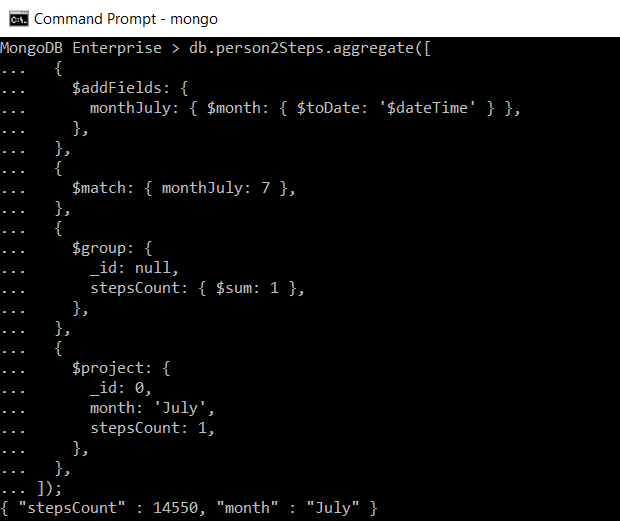 Command Prompt - mongo
MongoDB Enterprise > db.person2Steps.aggregate([
...   {
...     $addFields: {
...       monthJuly: { $month: { $toDate: '$dateTime' } },
...     },
...   },
...   {
...     $match: { monthJuly: 7 },
...   },
...   {
...     $group: {
...       _id: null,
...       stepsCount: { $sum: 1 },
...     },
...   },
...   {
...     $project: {
...       _id: 0,
...       month: 'July',
...       stepsCount: 1,
...     },
...   },
... ]);
{ "stepsCount" : 14550, "month" : "July" }